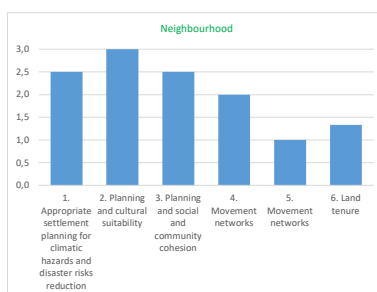 Neighbourhood
3,0
2,5
2,0
1,5
1,0
0,5
0,0
1.
Appropriate
settlement
planning for
climatic
hazards and
disaster risks
reduction
2. Planning
and cultural
suitability
3. Planning
and social
and
community
cohesion
4.
Movement
networks
5.
Movement
networks
6. Land
tenure